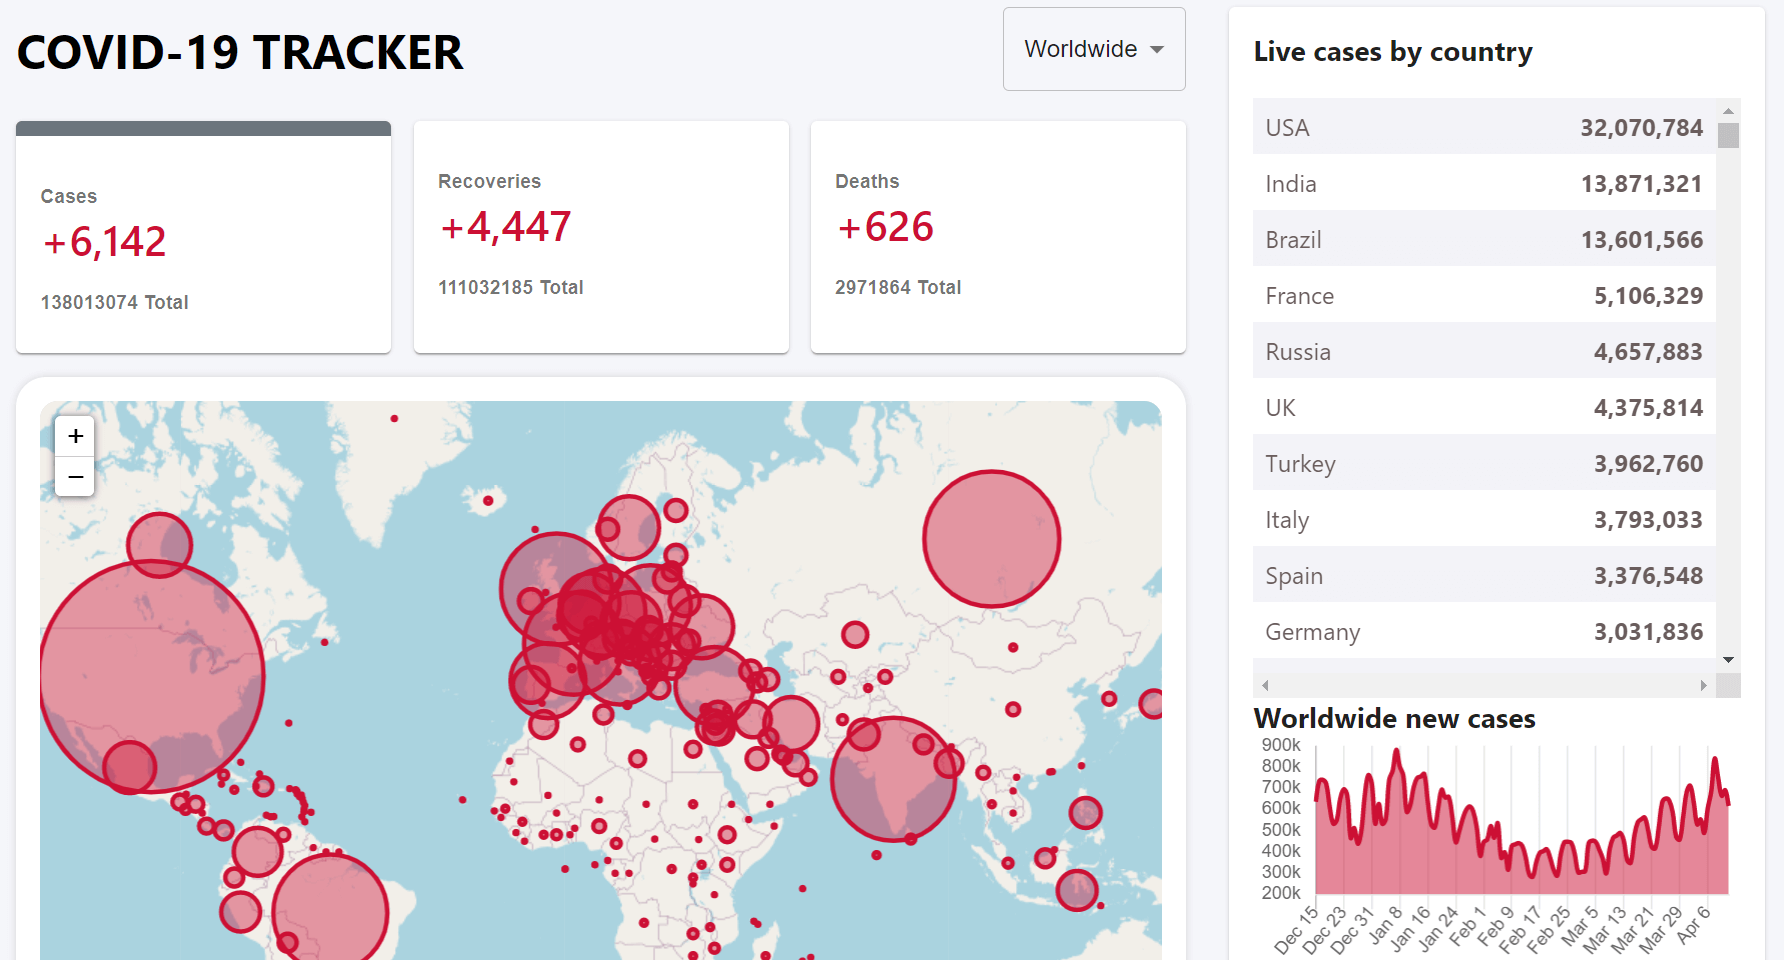 COVID-19 TRACKER
Worldwide
Cases
+6,142
138013074 Total
Recoveries
+4,447
111032185 Total
Deaths
+626
2971864 Total
+
−
Live cases by country
USA 32,070,784
India 13,871,321
Brazil 13,601,566
France 5,106,329
Russia 4,657,883
UK 4,375,814
Turkey 3,962,760
Italy 3,793,033
Spain 3,376,548
Germany 3,031,836
Worldwide new cases
900k
800k
700k
600k
500k
400k
300k
200k
Dec 15
Dec 23
Dec 31
Jan 8
Jan 16
Jan 24
Feb 1
Feb 9
Feb 17
Feb 25
Mar 5
Mar 13
Mar 21
Mar 29
Apr 6